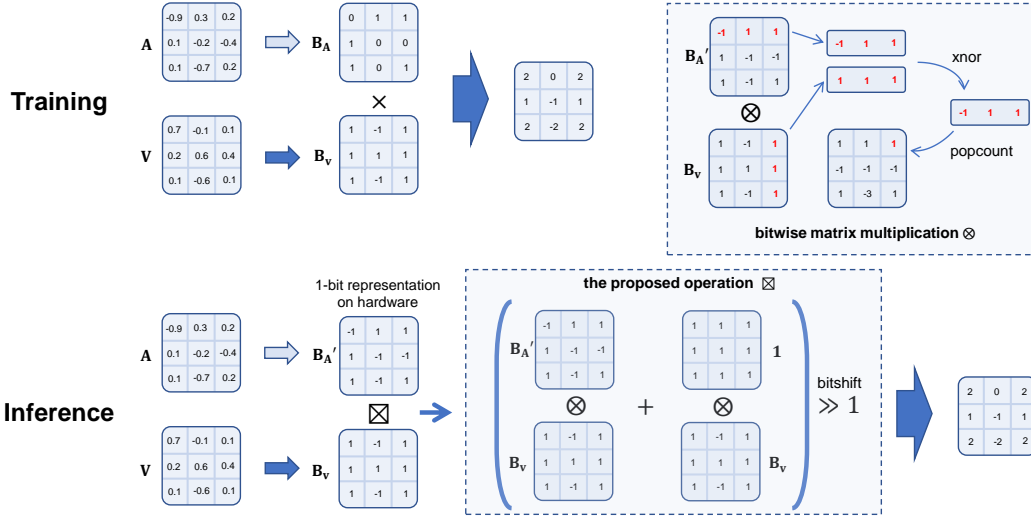 Training
A
-0.9 0.3 0.2
0.1 -0.2 -0.4
0.1 -0.7 0.2
B_A
0 1 1
1 0 0
1 0 1
×
V
0.7 -0.1 0.1
0.2 0.6 0.4
0.1 -0.6 0.1
B_v
1 -1 1
1 1 1
1 -1 1
2 0 2
1 -1 1
2 -2 2
B_A′
-1 1 1
1 -1 -1
1 -1 1
⊗
B_v
1 -1 1
1 1 1
1 -1 1
-1 1 1
1 1 1
xnor
-1 1 1
popcount
1 1 1
-1 -1 -1
1 -3 1
bitwise matrix multiplication ⊗
Inference
A
-0.9 0.3 0.2
0.1 -0.2 -0.4
0.1 -0.7 0.2
1-bit representation
on hardware
B_A′
-1 1 1
1 -1 -1
1 -1 1
⊠
V
0.7 -0.1 0.1
0.2 0.6 0.4
0.1 -0.6 0.1
B_v
1 -1 1
1 1 1
1 -1 1
the proposed operation ⊠
B_A′
-1 1 1
1 -1 -1
1 -1 1
⊗
B_v
1 -1 1
1 1 1
1 -1 1
+
1 1 1
1 1 1
1 1 1
1
⊗
1 -1 1
1 1 1
1 -1 1
B_v
bitshift
≫ 1
2 0 2
1 -1 1
2 -2 2